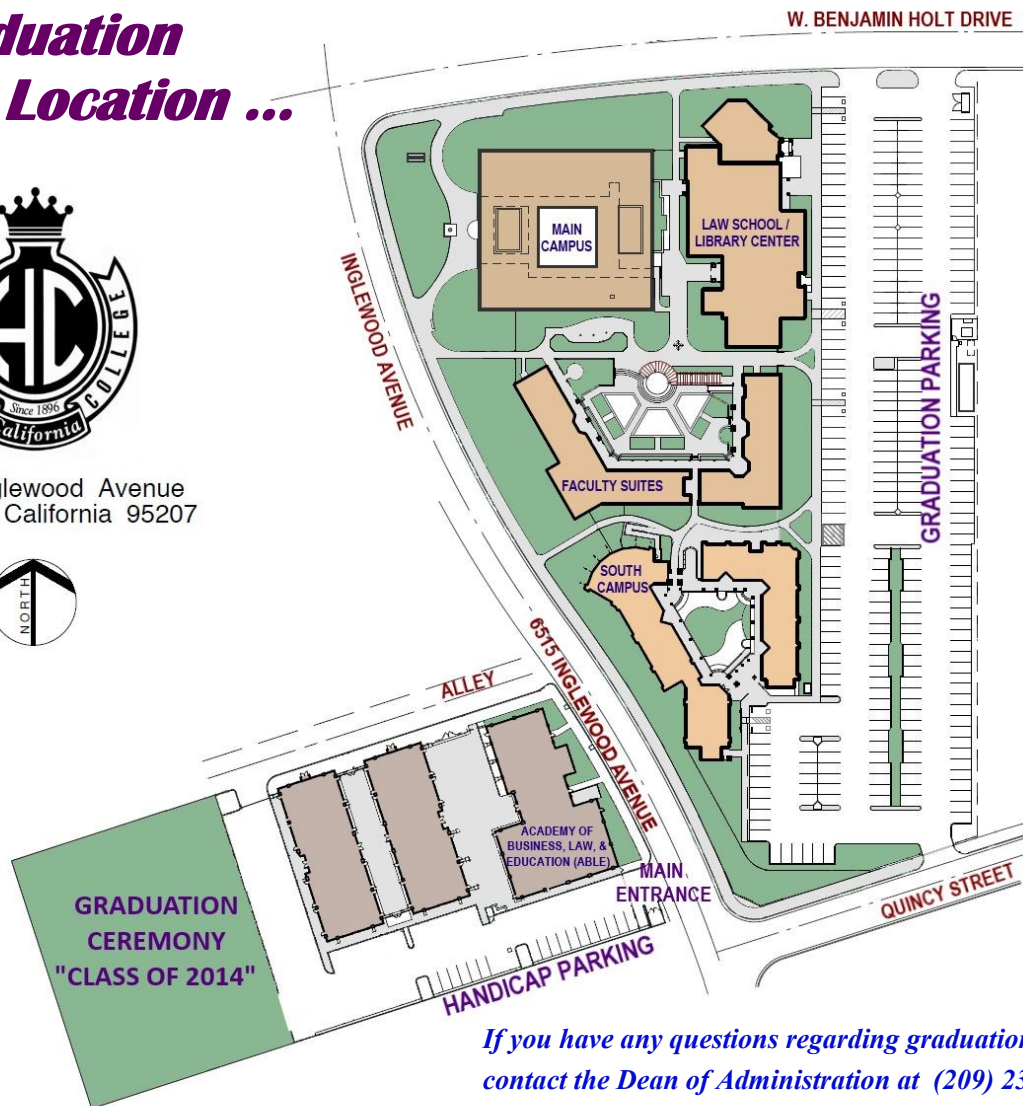 duation
Location ...
W. BENJAMIN HOLT DRIVE
MAIN
CAMPUS
LAW SCHOOL /
LIBRARY CENTER
INGLEWOOD AVENUE
HC
COLLEGE
Since 1896
California
glewood Avenue
California 95207
NORTH
GRADUATION PARKING
FACULTY SUITES
SOUTH
CAMPUS
6515 INGLEWOOD AVENUE
ALLEY
ACADEMY OF
BUSINESS, LAW, &
EDUCATION (ABLE)
MAIN
ENTRANCE
QUINCY STREET
GRADUATION
CEREMONY
"CLASS OF 2014"
HANDICAP PARKING
If you have any questions regarding graduation
contact the Dean of Administration at (209) 23